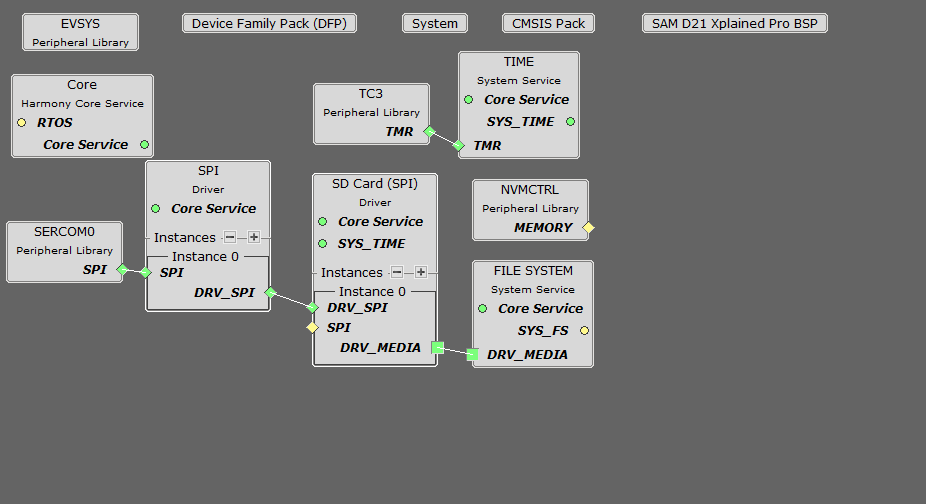 EVSYS
Peripheral Library
Device Family Pack (DFP)
System
CMSIS Pack
SAM D21 Xplained Pro BSP
Core
Harmony Core Service
RTOS
Core Service
TC3
Peripheral Library
TMR
TIME
System Service
Core Service
SYS_TIME
TMR
SERCOM0
Peripheral Library
SPI
SPI
Driver
Core Service
Instances
Instance 0
SPI
DRV_SPI
SD Card (SPI)
Driver
Core Service
SYS_TIME
Instances
Instance 0
DRV_SPI
SPI
DRV_MEDIA
NVMCTRL
Peripheral Library
MEMORY
FILE SYSTEM
System Service
Core Service
SYS_FS
DRV_MEDIA